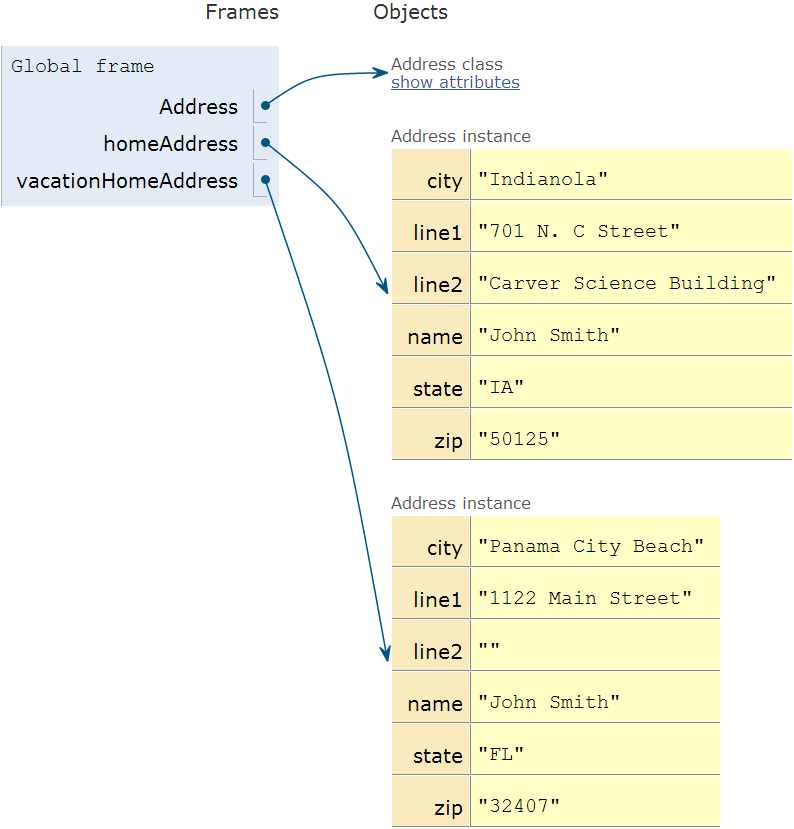 Frames Objects
Global frame
Address
homeAddress
vacationHomeAddress
Address class
show attributes
Address instance
city "Indianola"
line1 "701 N. C Street"
line2 "Carver Science Building"
name "John Smith"
state "IA"
zip "50125"
Address instance
city "Panama City Beach"
line1 "1122 Main Street"
line2 ""
name "John Smith"
state "FL"
zip "32407"